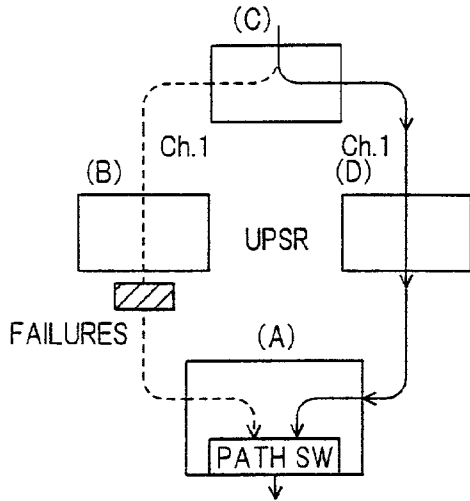 (C)
Ch.1
Ch.1
(B)
(D)
UPSR
FAILURES
(A)
PATH SW